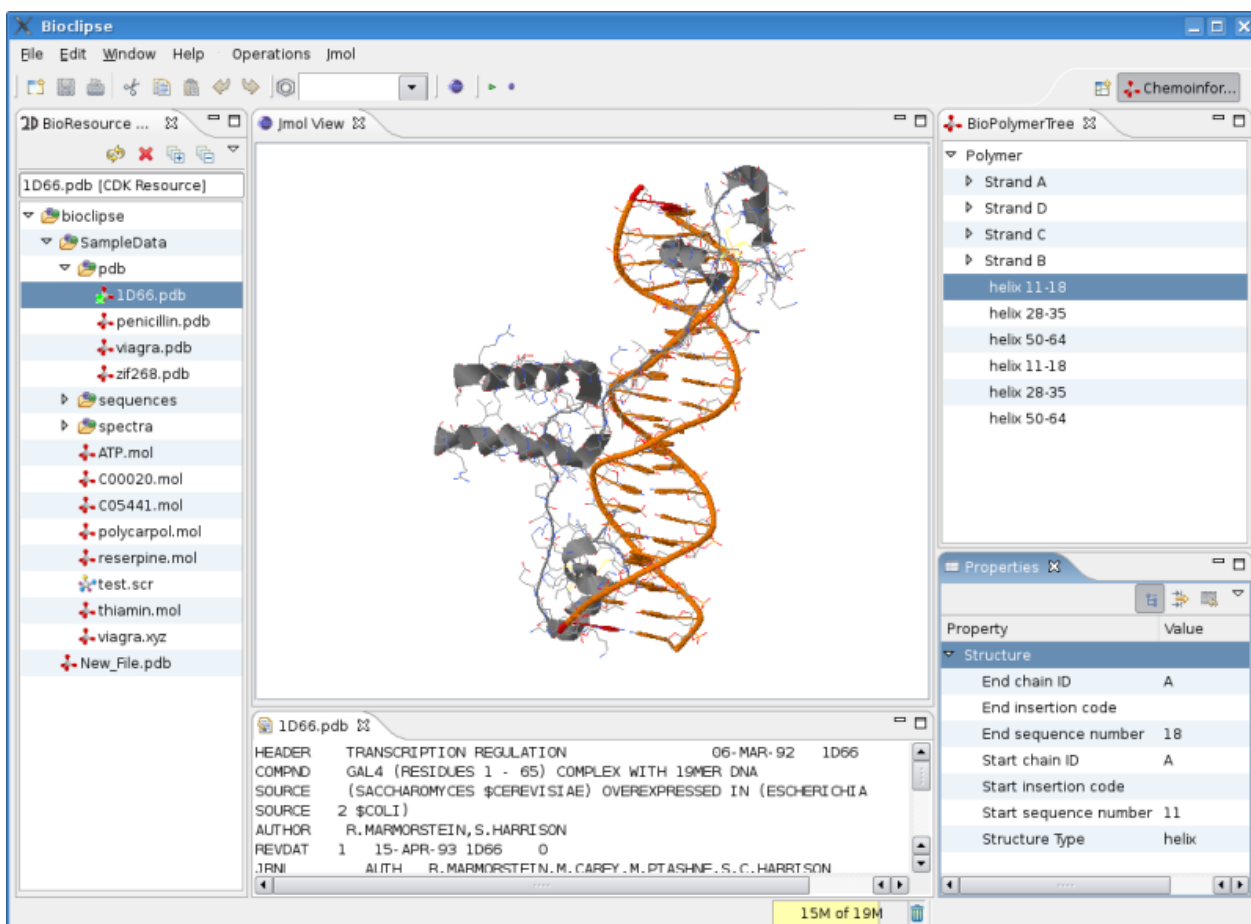 Bioclipse
File Edit Window Help Operations Jmol
Chemoinfor...
BioResource ...
1D66.pdb [CDK Resource]
bioclipse
SampleData
pdb
1D66.pdb
penicillin.pdb
viagra.pdb
zif268.pdb
sequences
spectra
ATP.mol
C00020.mol
C05441.mol
polycarpol.mol
reserpine.mol
test.scr
thiamin.mol
viagra.xyz
New_File.pdb
Jmol View
1D66.pdb
HEADER TRANSCRIPTION REGULATION 06-MAR-92 1D66
COMPND GAL4 (RESIDUES 1 - 65) COMPLEX WITH 19MER DNA
SOURCE (SACCHAROMYCES $CEREVISIAE) OVEREXPRESSED IN (ESCHERICHIA
SOURCE 2 $COLI)
AUTHOR R.MARMORSTEIN,S.HARRISON
REVDAT 1 15-APR-93 1D66 0
JRNL AUTH R.MARMORSTEIN,M.CAREY,M.PTASHNE,S.C.HARRISON
BioPolymerTree
Polymer
Strand A
Strand D
Strand C
Strand B
helix 11-18
helix 28-35
helix 50-64
helix 11-18
helix 28-35
helix 50-64
Properties
Property Value
Structure
End chain ID A
End insertion code
End sequence number 18
Start chain ID A
Start insertion code
Start sequence number 11
Structure Type helix
15M of 19M